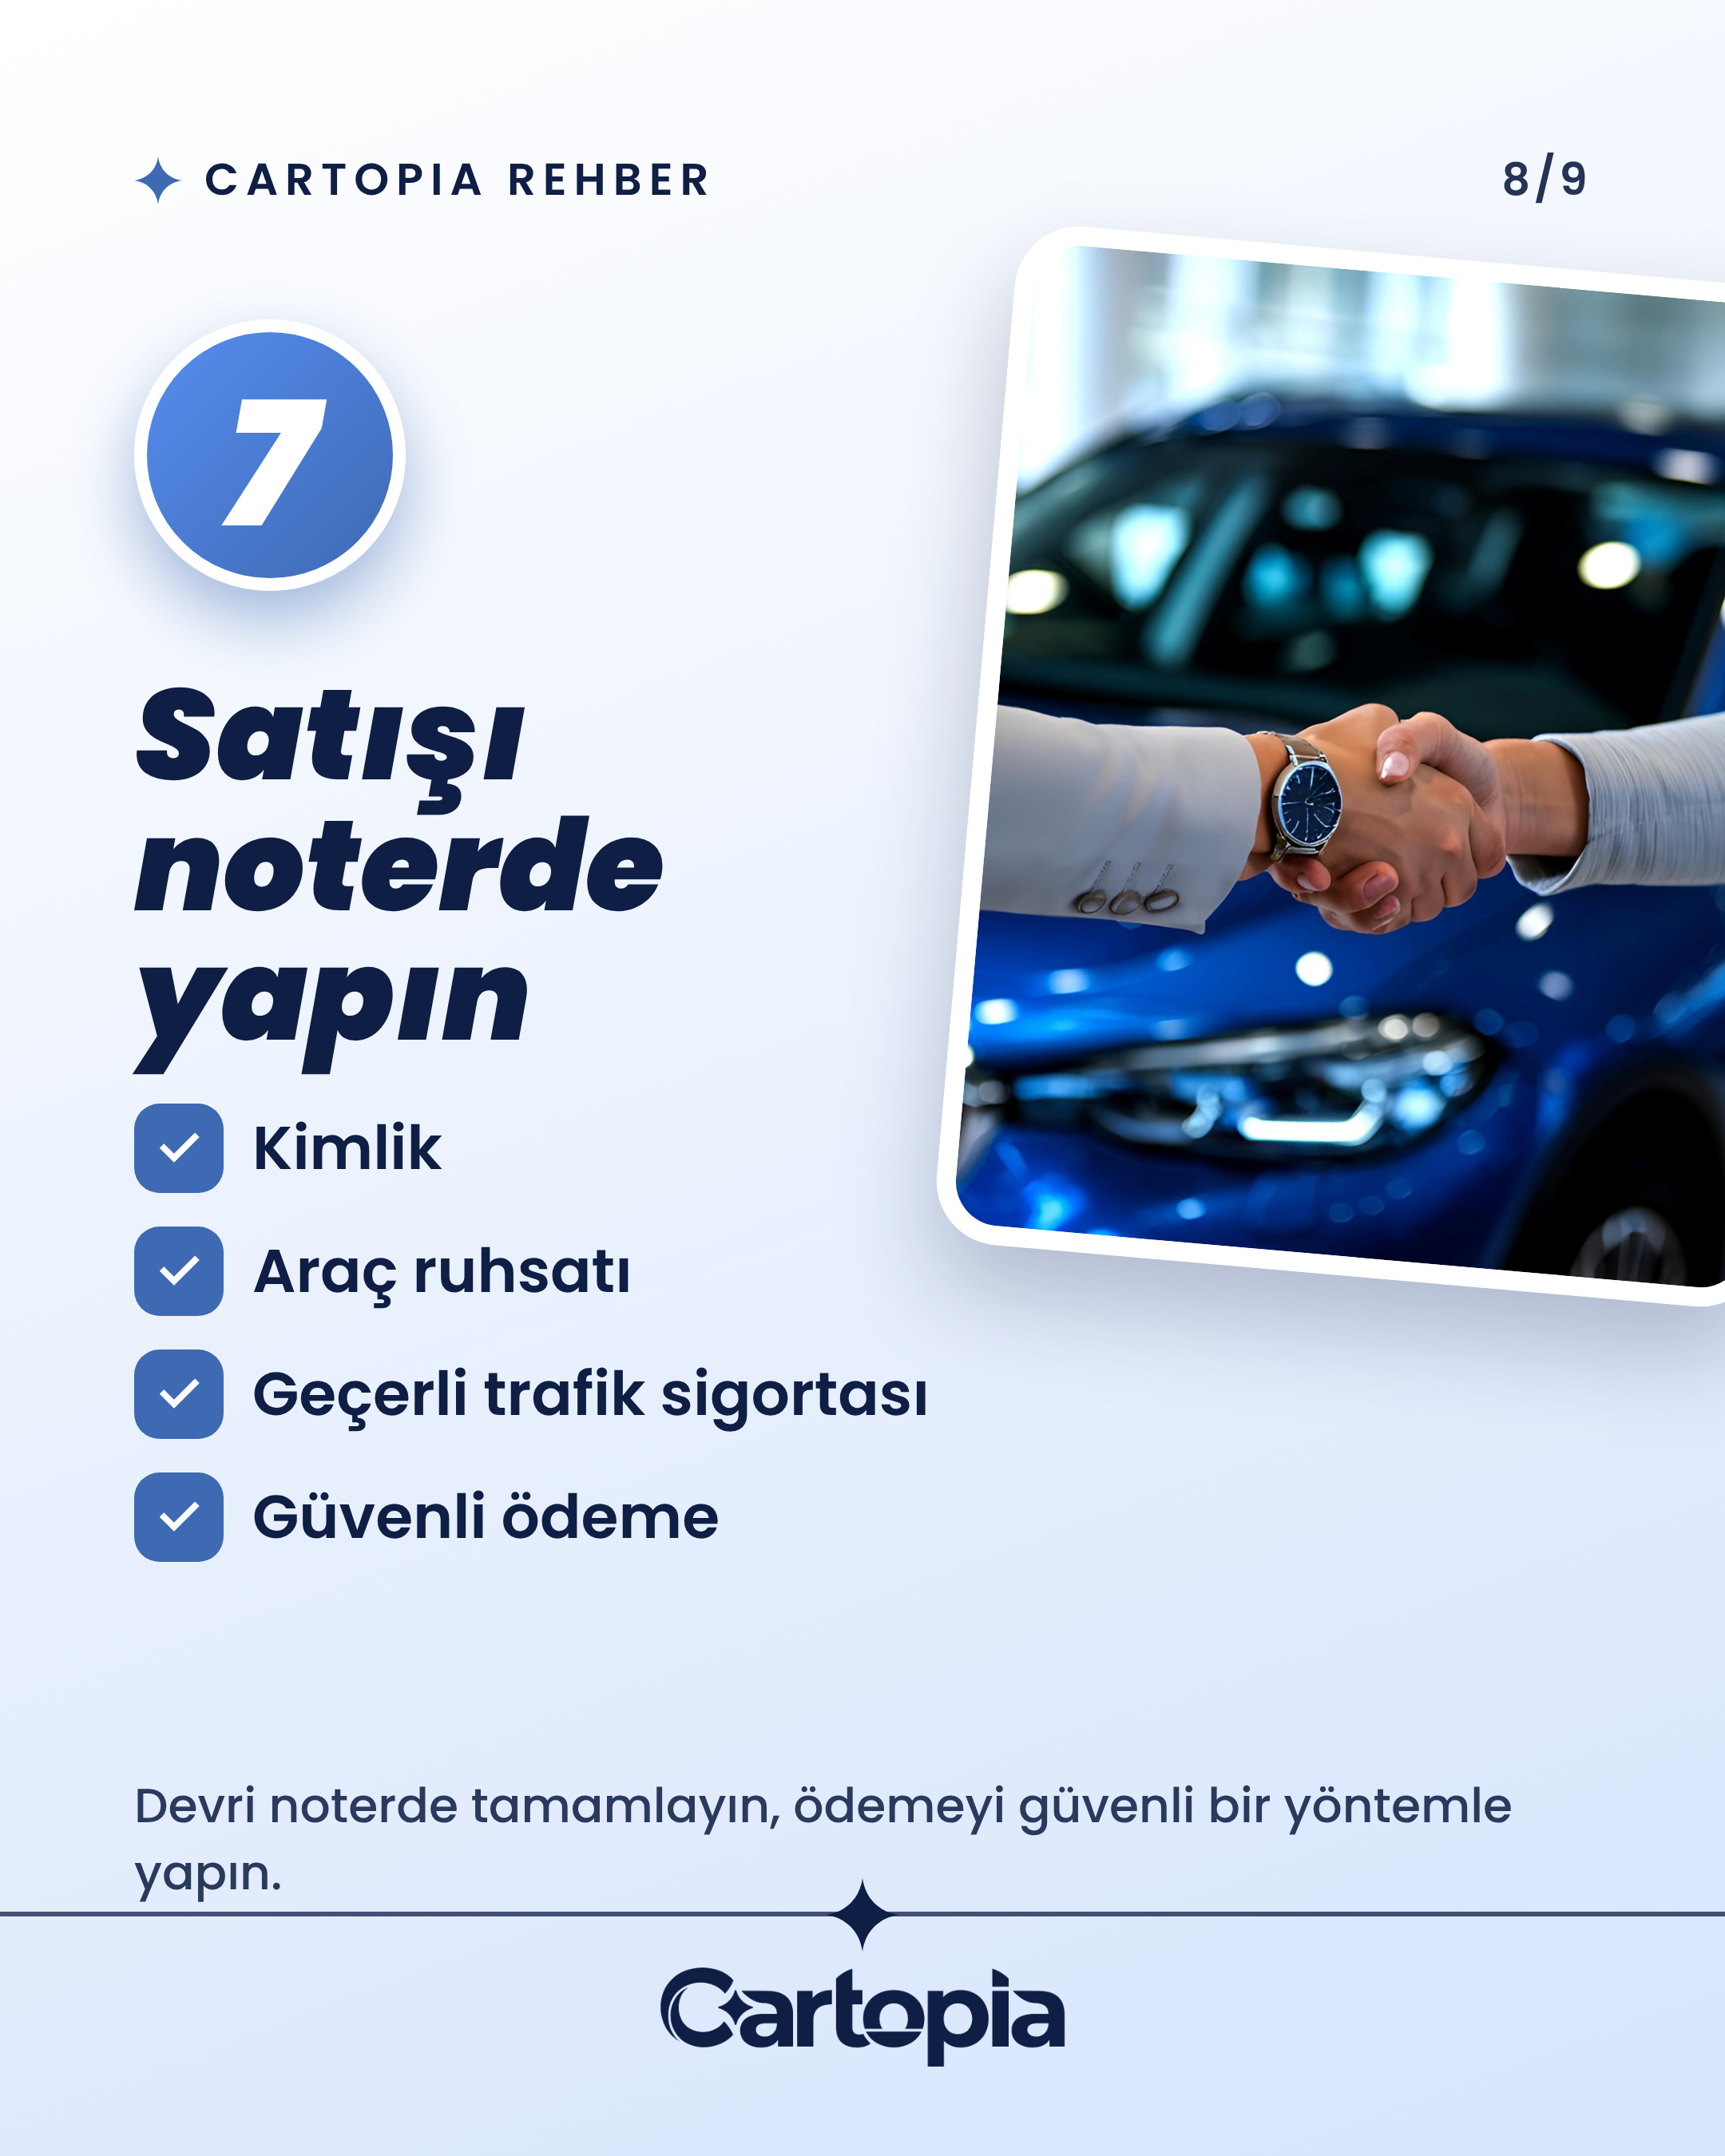 CARTOPIA REHBER
8/9
7
Satışı
noterde
yapın
Kimlik
Araç ruhsatı
Geçerli trafik sigortası
Güvenli ödeme
Devri noterde tamamlayın, ödemeyi güvenli bir yöntemle
yapın.
Cartopia